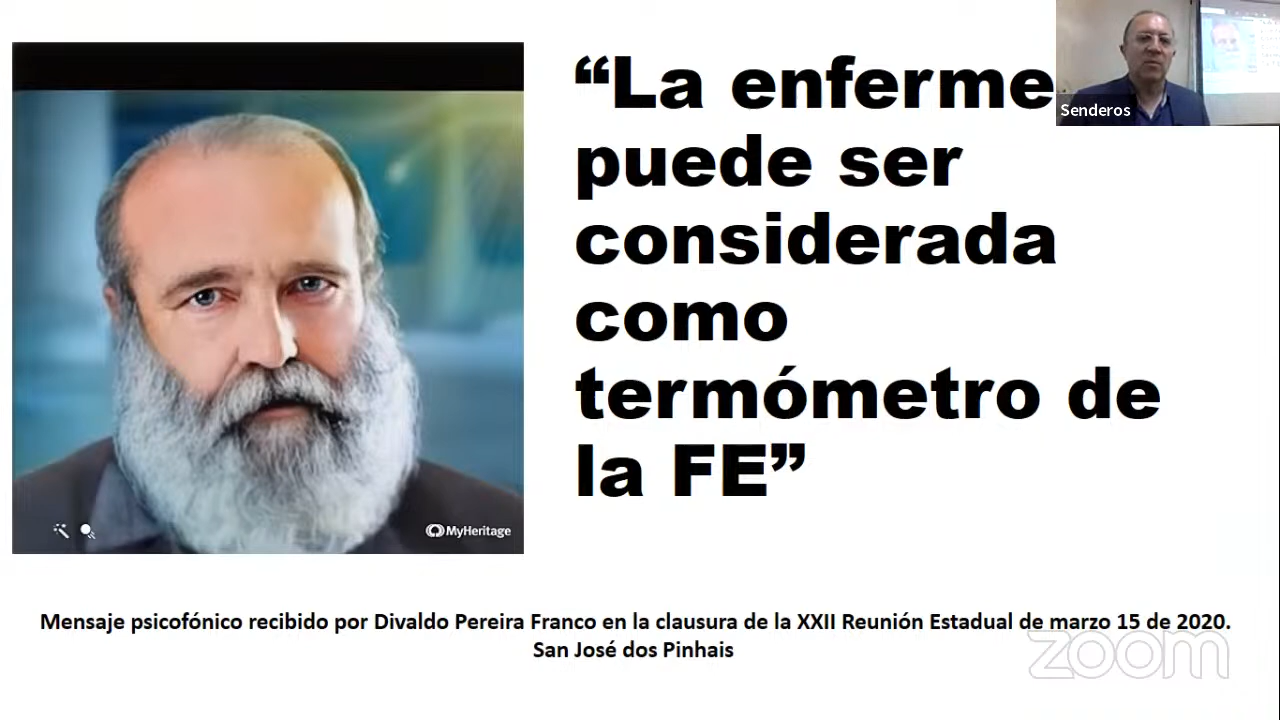 “La enferme
puede ser
considerada
como
termómetro de
la FE”
Senderos
MyHeritage
Mensaje psicofónico recibido por Divaldo Pereira Franco en la clausura de la XXII Reunión Estadual de marzo 15 de 2020.
San José dos Pinhais
zoom